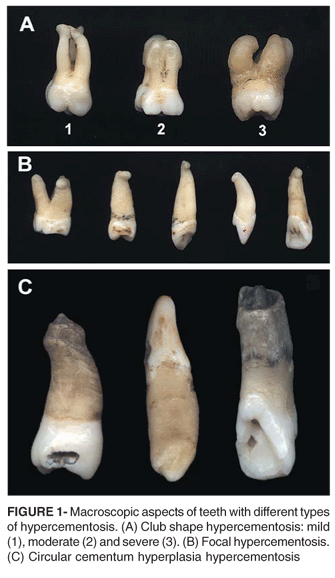 A
1 2 3
B
C
FIGURE 1- Macroscopic aspects of teeth with different types
of hypercementosis. (A) Club shape hypercementosis: mild
(1), moderate (2) and severe (3). (B) Focal hypercementosis.
(C) Circular cementum hyperplasia hypercementosis